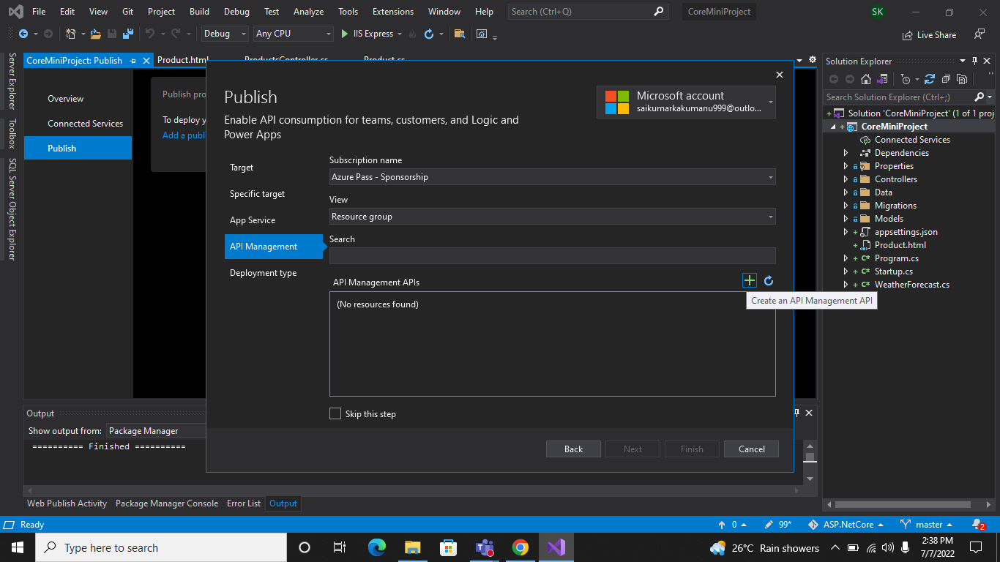 File Edit View Git Project Build Debug Test Analyze Tools Extensions Window Help Search (Ctrl+Q) CoreMiniProject SK
Debug Any CPU IIS Express Live Share
Server Explorer
Toolbox
SQL Server Object Explorer
CoreMiniProject: Publish Product.html ProductsController.cs Product.cs
Overview
Connected Services
Publish
Publish
To deploy
Add a
Publish
Enable API consumption for teams, customers, and Logic and
Power Apps
Microsoft account
saikumarkakumanu999@outlo...
Target
Specific target
App Service
API Management
Deployment type
Subscription name
Azure Pass - Sponsorship
View
Resource group
Search
API Management APIs
(No resources found)
Create an API Management API
Skip this step
Back Next Finish Cancel
Solution Explorer
Search Solution Explorer (Ctrl+;)
Solution 'CoreMiniProject' (1 of 1 proj
CoreMiniProject
Connected Services
Dependencies
Properties
Controllers
Data
Migrations
Models
appsettings.json
Product.html
Program.cs
Startup.cs
WeatherForecast.cs
Output
Show output from: Package Manager
========== Finished ==========
Web Publish Activity Package Manager Console Error List Output
Ready 0 99* ASP.NetCore master 2
Type here to search 26°C Rain showers 2:38 PM
7/7/2022